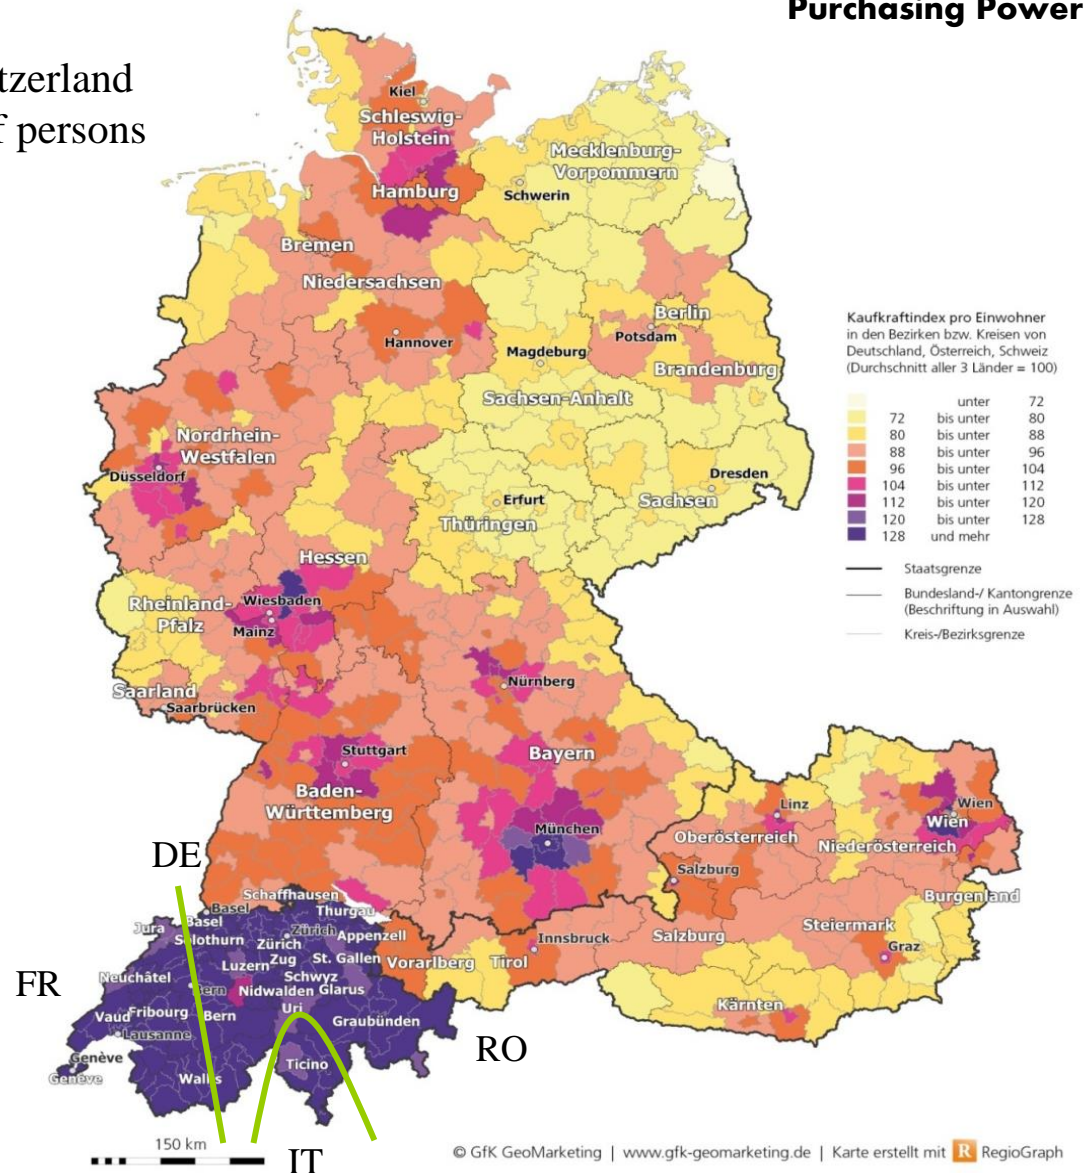 Purchasing Power
tzerland
f persons
Kiel
Schleswig-
Holstein
Mecklenburg-
Vorpommern
Hamburg
Schwerin
Bremen
Niedersachsen
Berlin
Potsdam
Hannover
Magdeburg
Brandenburg
Sachsen-Anhalt
Nordrhein-
Westfalen
Düsseldorf
Dresden
Erfurt
Sachsen
Thüringen
Hessen
Wiesbaden
Rheinland-
Pfalz
Mainz
Saarland
Saarbrücken
Nürnberg
Stuttgart
Bayern
Baden-
Württemberg
München
Linz
Wien
Wien
Oberösterreich
Niederösterreich
Salzburg
Burgenland
Steiermark
Salzburg
Graz
Innsbruck
Vorarlberg
Tirol
Kärnten
Kaufkraftindex pro Einwohner
in den Bezirken bzw. Kreisen von
Deutschland, Österreich, Schweiz
(Durchschnitt aller 3 Länder = 100)
unter 72
72 bis unter 80
80 bis unter 88
88 bis unter 96
96 bis unter 104
104 bis unter 112
112 bis unter 120
120 bis unter 128
128 und mehr
Staatsgrenze
Bundesland-/ Kantongrenze
(Beschriftung in Auswahl)
Kreis-/Bezirksgrenze
DE
Schaffhausen
Basel
Thurgau
Jura
Basel
Zürich
Appenzell
Solothurn
Zürich
Zug
St. Gallen
Luzern
Schwyz
Neuchâtel
Bern
Nidwalden
Glarus
FR
Uri
Vaud
Fribourg
Bern
Graubünden
Lausanne
RO
Genève
Genève
Wallis
Ticino
150 km
IT
© GfK GeoMarketing | www.gfk-geomarketing.de | Karte erstellt mit R RegioGraph